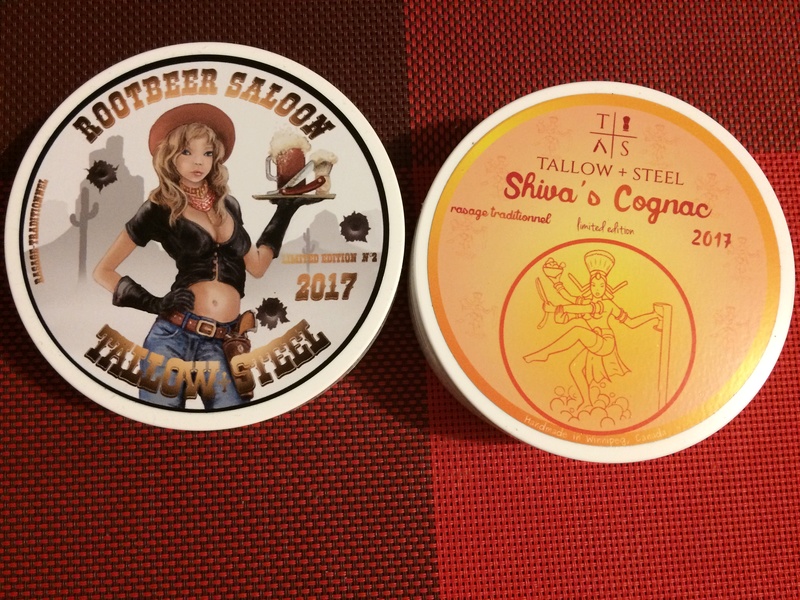 ROOTBEER SALOON
RASAGE TRADITIONNEL
LIMITED EDITION N°2
2017
TALLOW + STEEL
T S
Λ S
TALLOW + STEEL
Shiva's Cognac
rasage traditionnel
limited edition
2017
Handmade in Winnipeg, Canada